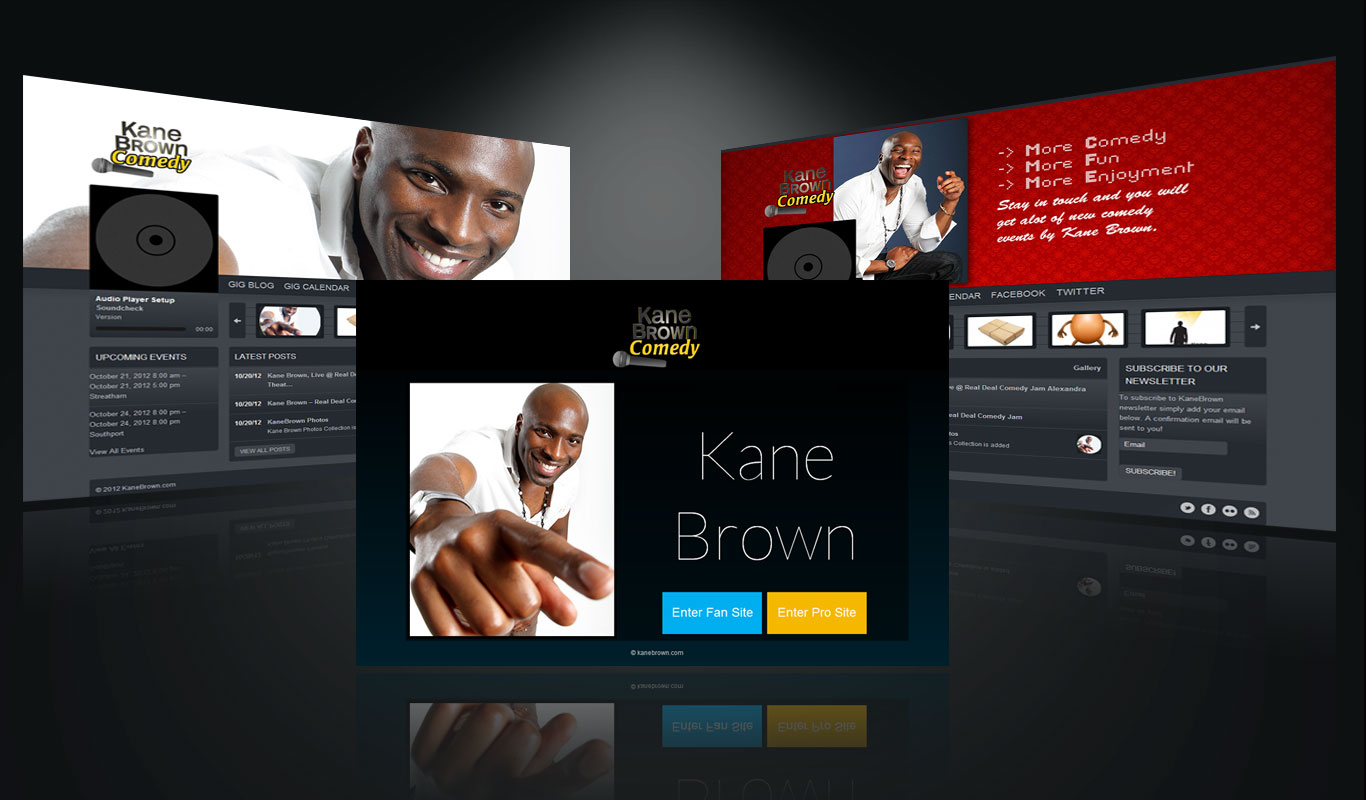 Kane
Brown
Comedy
Audio Player Setup
Soundcheck
Version
00:00
GIG BLOG
GIG CALENDAR
UPCOMING EVENTS
October 21, 2012 8:00 am –
October 21, 2012 5:00 pm
Streatham
October 24, 2012 8:00 pm –
October 24, 2012 8:00 pm
Southport
View All Events
LATEST POSTS
10/20/12 Kane Brown, Live @ Real D
Theat...
10/20/12 Kane Brown – Real Deal Co
10/20/12 KaneBrown Photos
Kane Brown Photos Collection is
VIEW ALL POSTS
© 2012 KaneBrown.com
Kane
Brown
Comedy
Kane
Brown
Enter Fan Site
Enter Pro Site
© kanebrown.com
Kane
Brown
Comedy
-> More Comedy
-> More Fun
-> More Enjoyment
Stay in touch and you will
get alot of new comedy
events by Kane Brown.
ENDAR
FACEBOOK
TWITTER
Gallery
e @ Real Deal Comedy Jam Alexandra
eal Deal Comedy Jam
tos
Collection is added
SUBSCRIBE TO OUR
NEWSLETTER
To subscribe to KaneBrown
newsletter simply add your email
below. A confirmation email will be
sent to you!
Email
SUBSCRIBE!